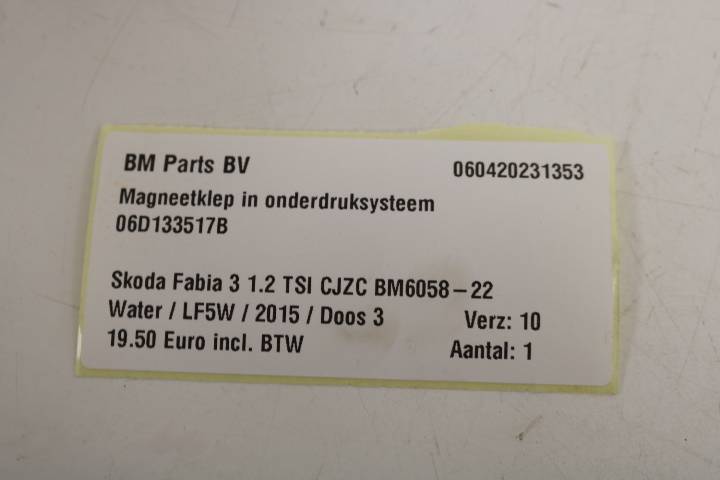 BM Parts BV 060420231353
Magneetklep in onderdruksysteem
06D133517B
Skoda Fabia 3 1.2 TSI CJZC BM6058-22
Water / LF5W / 2015 / Doos 3 Verz: 10
19.50 Euro incl. BTW Aantal: 1